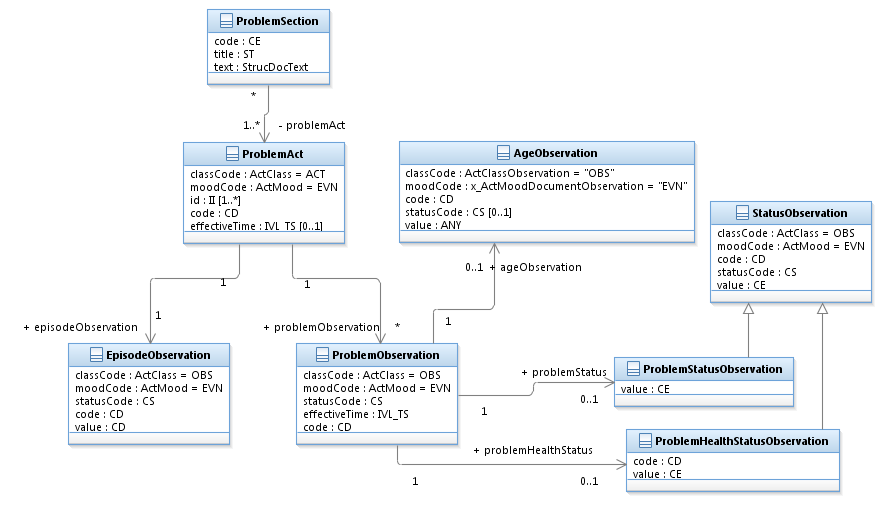 ProblemSection
code : CE
title : ST
text : StrucDocText
*
1..* - problemAct
ProblemAct
classCode : ActClass = ACT
moodCode : ActMood = EVN
id : II [1..*]
code : CD
effectiveTime : IVL_TS [0..1]
AgeObservation
classCode : ActClassObservation = "OBS"
moodCode : x_ActMoodDocumentObservation = "EVN"
code : CD
statusCode : CS [0..1]
value : ANY
StatusObservation
classCode : ActClass = OBS
moodCode : ActMood = EVN
code : CD
statusCode : CS
value : CE
0..1 + ageObservation
1
1
1
1
+ episodeObservation
+ problemObservation *
EpisodeObservation
classCode : ActClass = OBS
moodCode : ActMood = EVN
statusCode : CS
code : CD
value : CD
ProblemObservation
classCode : ActClass = OBS
moodCode : ActMood = EVN
statusCode : CS
effectiveTime : IVL_TS
code : CD
+ problemStatus
1
0..1
ProblemStatusObservation
value : CE
+ problemHealthStatus
1
0..1
ProblemHealthStatusObservation
code : CD
value : CE